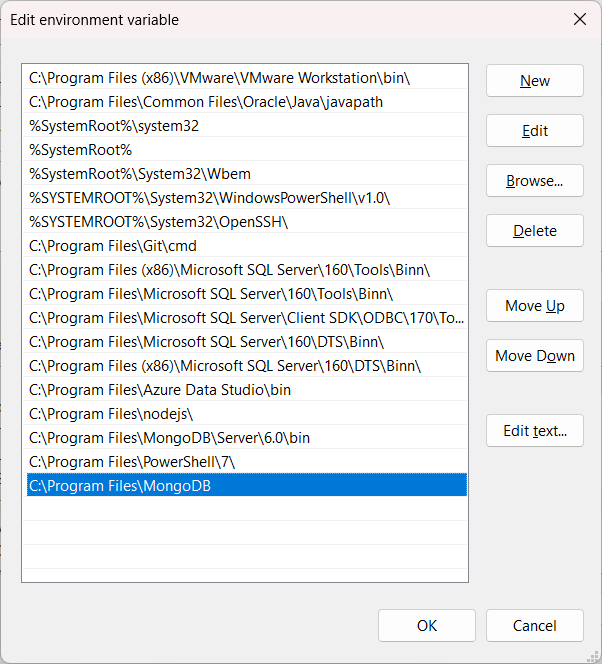 Edit environment variable
C:\Program Files (x86)\VMware\VMware Workstation\bin\
C:\Program Files\Common Files\Oracle\Java\javapath
%SystemRoot%\system32
%SystemRoot%
%SystemRoot%\System32\Wbem
%SYSTEMROOT%\System32\WindowsPowerShell\v1.0\
%SYSTEMROOT%\System32\OpenSSH\
C:\Program Files\Git\cmd
C:\Program Files (x86)\Microsoft SQL Server\160\Tools\Binn\
C:\Program Files\Microsoft SQL Server\160\Tools\Binn\
C:\Program Files\Microsoft SQL Server\Client SDK\ODBC\170\To...
C:\Program Files\Microsoft SQL Server\160\DTS\Binn\
C:\Program Files (x86)\Microsoft SQL Server\160\DTS\Binn\
C:\Program Files\Azure Data Studio\bin
C:\Program Files\nodejs\
C:\Program Files\MongoDB\Server\6.0\bin
C:\Program Files\PowerShell\7\
C:\Program Files\MongoDB
New
Edit
Browse...
Delete
Move Up
Move Down
Edit text...
OK
Cancel